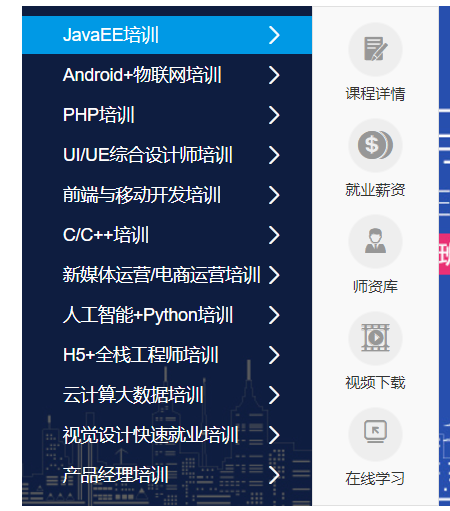 JavaEE培训
Android+物联网培训
PHP培训
UI/UE综合设计师培训
前端与移动开发培训
C/C++培训
新媒体运营/电商运营培训
人工智能+Python培训
H5+全栈工程师培训
云计算大数据培训
视觉设计快速就业培训
产品经理培训
课程详情
就业薪资
师资库
视频下载
在线学习